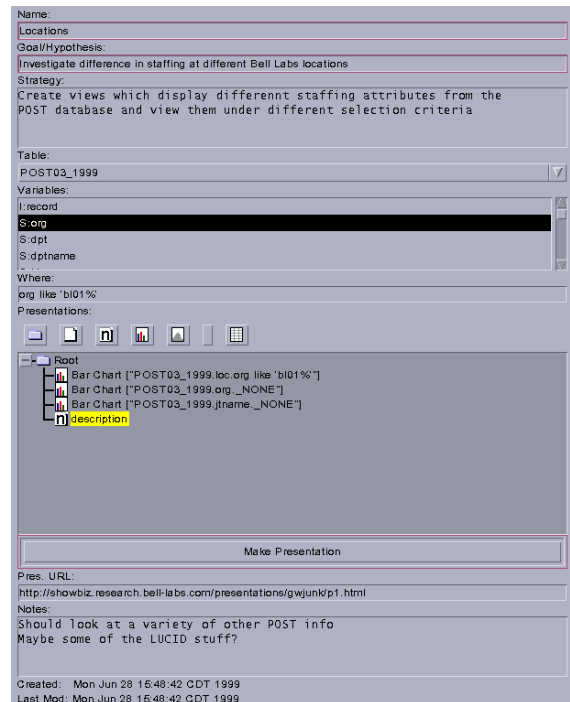 Name:
Locations
Goal/Hypothesis:
Investigate difference in staffing at different Bell Labs locations
Strategy:
Create views which display differennt staffing attributes from the
POST database and view them under different selection criteria
Table:
POST03_1999
Variables:
I:record
S:org
S:dpt
S:dptname
Where:
org like 'bl01%'
Presentations:
n]
Root
Bar Chart ["POST03_1999.loc.org like 'bl01%'"]
Bar Chart ["POST03_1999.org._NONE"]
Bar Chart ["POST03_1999.jtname._NONE"]
n] description
Make Presentation
Pres. URL:
http://showbiz.research.bell-labs.com/presentations/gwjunk/p1.html
Notes:
Should look at a variety of other POST info
Maybe some of the LUCID stuff?
Created: Mon Jun 28 15:48:42 CDT 1999
Last Mod: Mon Jun 28 15:48:42 CDT 1999